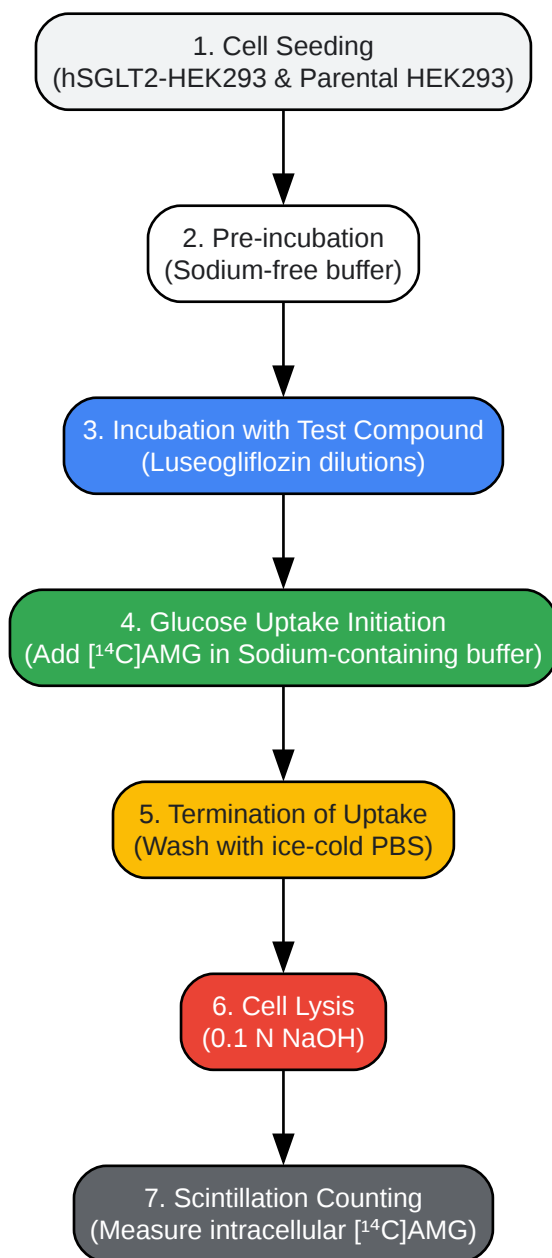 1. Cell Seeding
(hSGLT2-HEK293 & Parental HEK293)
2. Pre-incubation
(Sodium-free buffer)
3. Incubation with Test Compound
(Luseogliflozin dilutions)
4. Glucose Uptake Initiation
(Add [¹⁴C]AMG in Sodium-containing buffer)
5. Termination of Uptake
(Wash with ice-cold PBS)
6. Cell Lysis
(0.1 N NaOH)
7. Scintillation Counting
(Measure intracellular [¹⁴C]AMG)